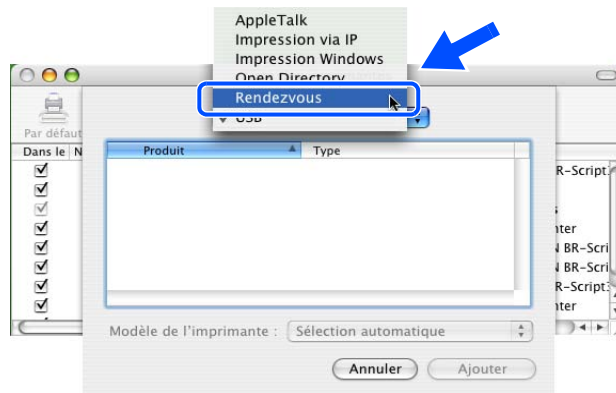 AppleTalk
Impression via IP
Impression Windows
Open Directory
Rendezvous
USB
Par défaut
Dans le N
Produit
Type
R-Script
nter
N BR-Scri
BR-Scri
R-Script
nter
Modèle de l'imprimante :
Sélection automatique
Annuler
Ajouter